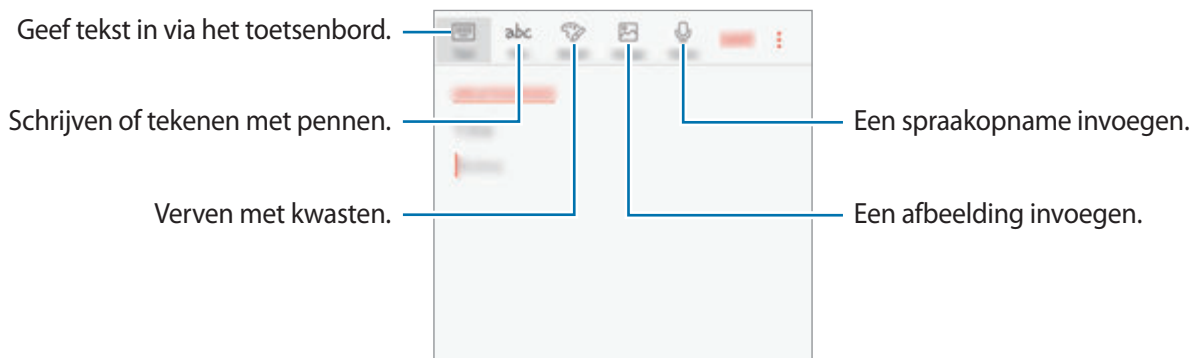 Geef tekst in via het toetsenbord.
abc
Schrijven of tekenen met pennen.
Een spraakopname invoegen.
Verven met kwasten.
Een afbeelding invoegen.